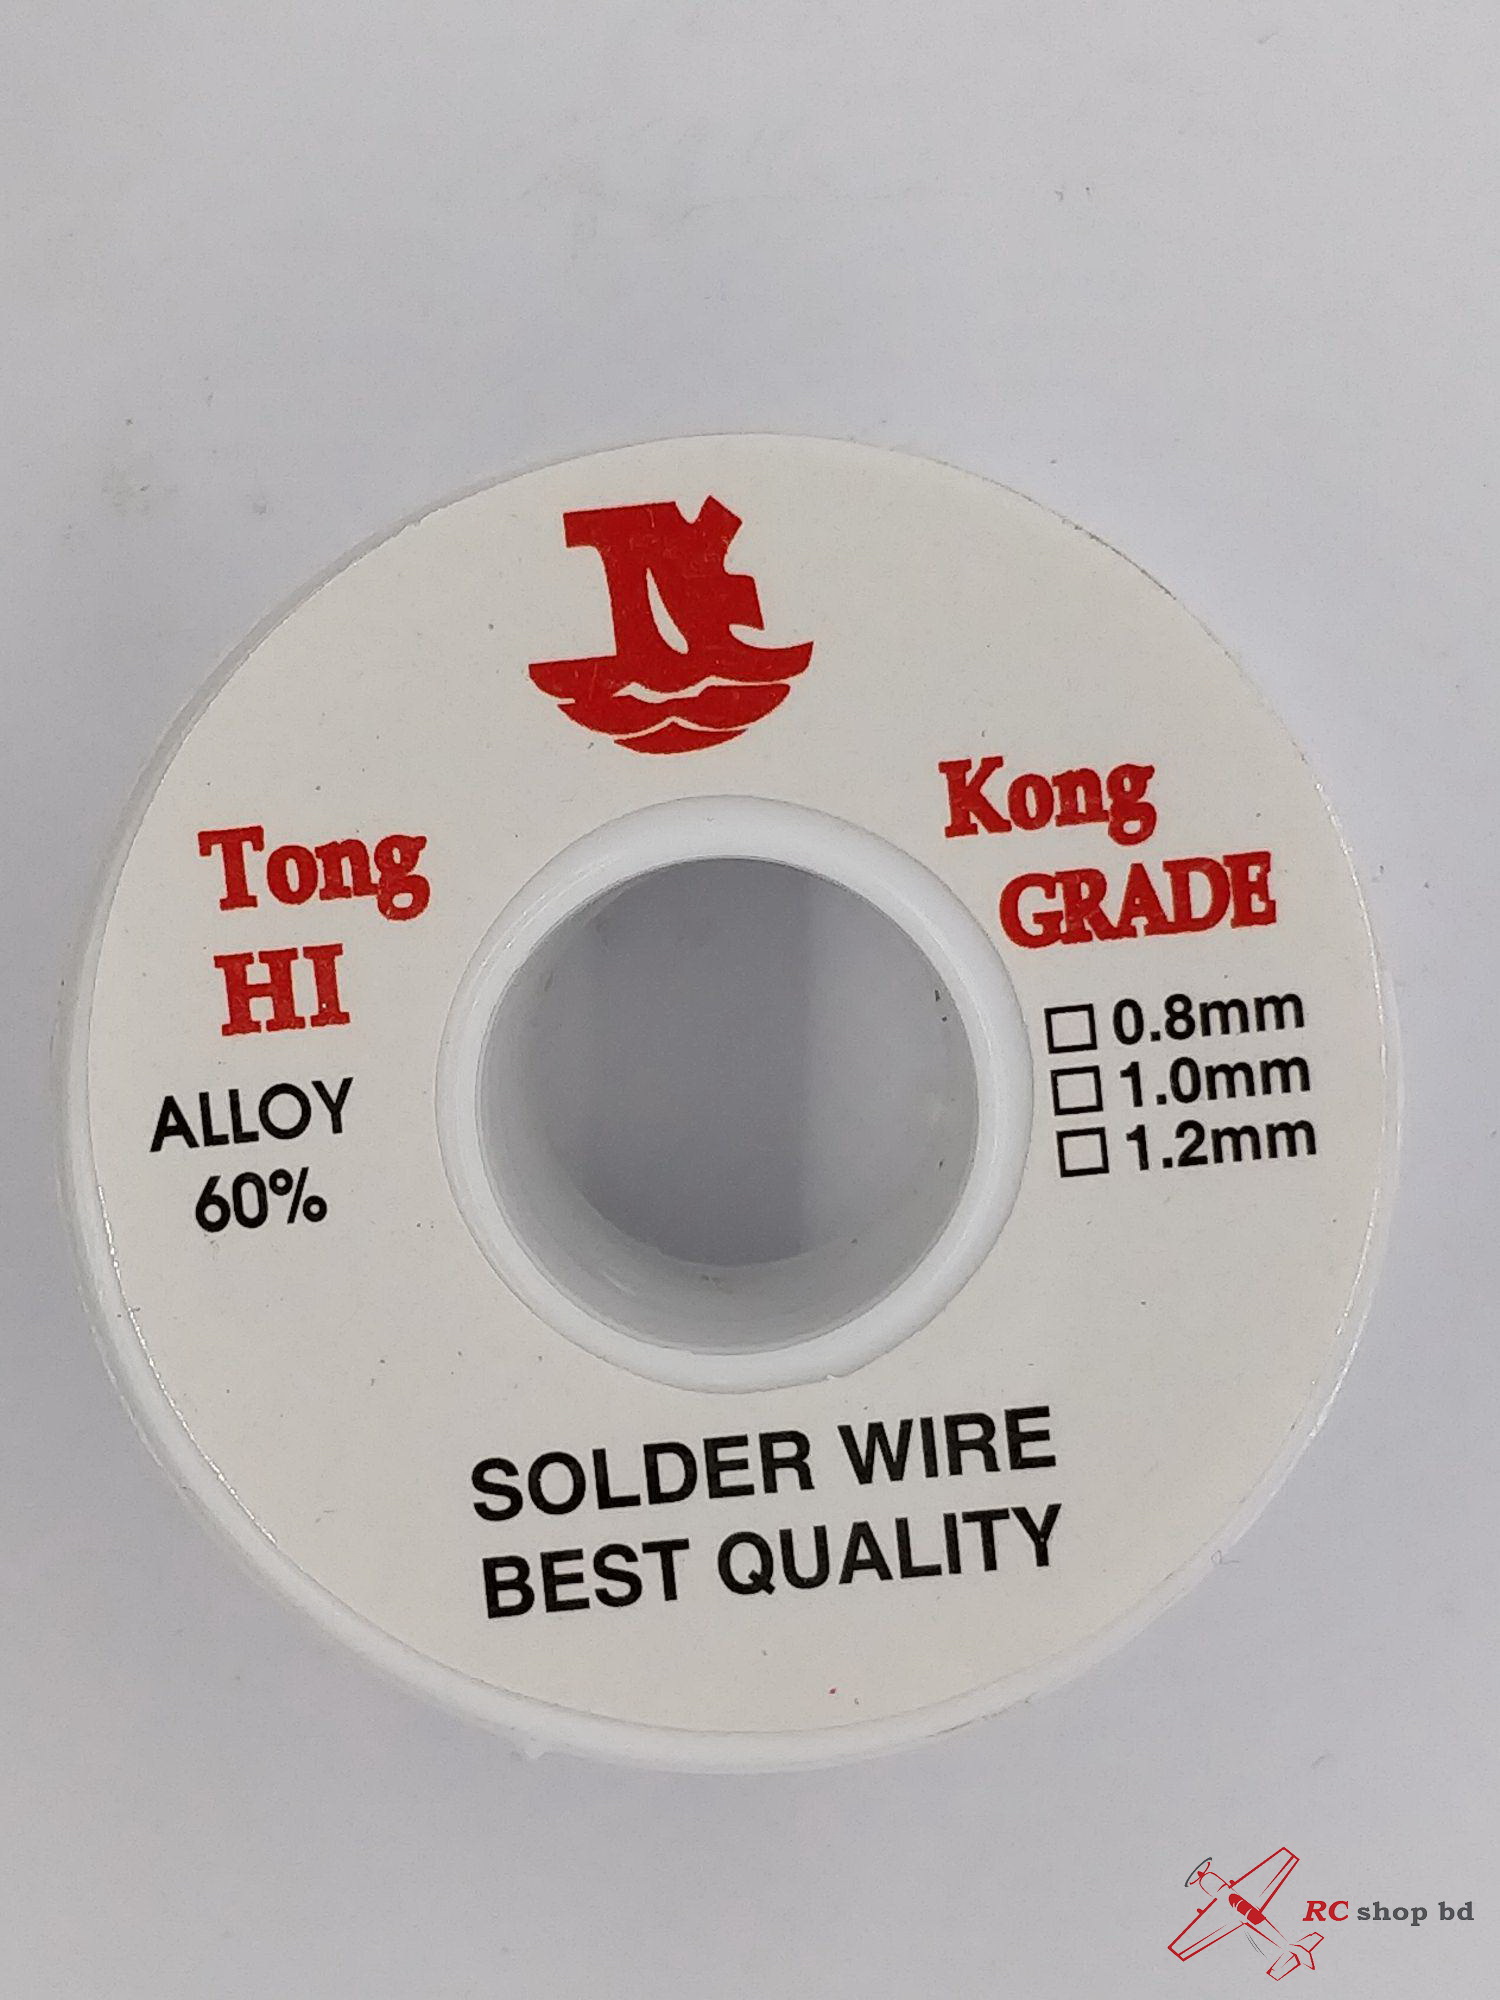 Tong Kong
HI GRADE
ALLOY
60%
0.8mm
1.0mm
1.2mm
SOLDER WIRE
BEST QUALITY
RC shop bd